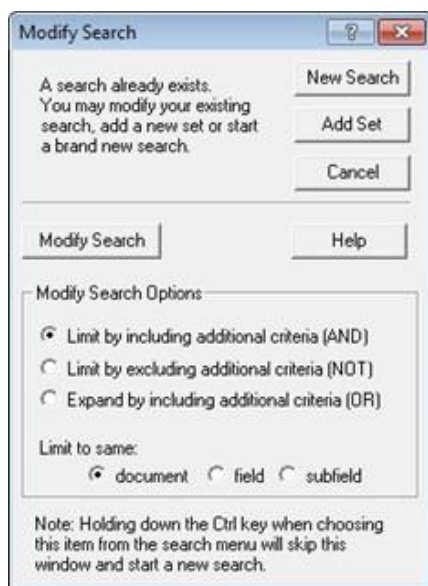 Modify Search
A search already exists.
You may modify your existing
search, add a new set or start
a brand new search.
New Search
Add Set
Cancel
Modify Search
Help
Modify Search Options
Limit by including additional criteria (AND)
Limit by excluding additional criteria (NOT)
Expand by including additional criteria (OR)
Limit to same:
document field subfield
Note: Holding down the Ctrl key when choosing
this item from the search menu will skip this
window and start a new search.